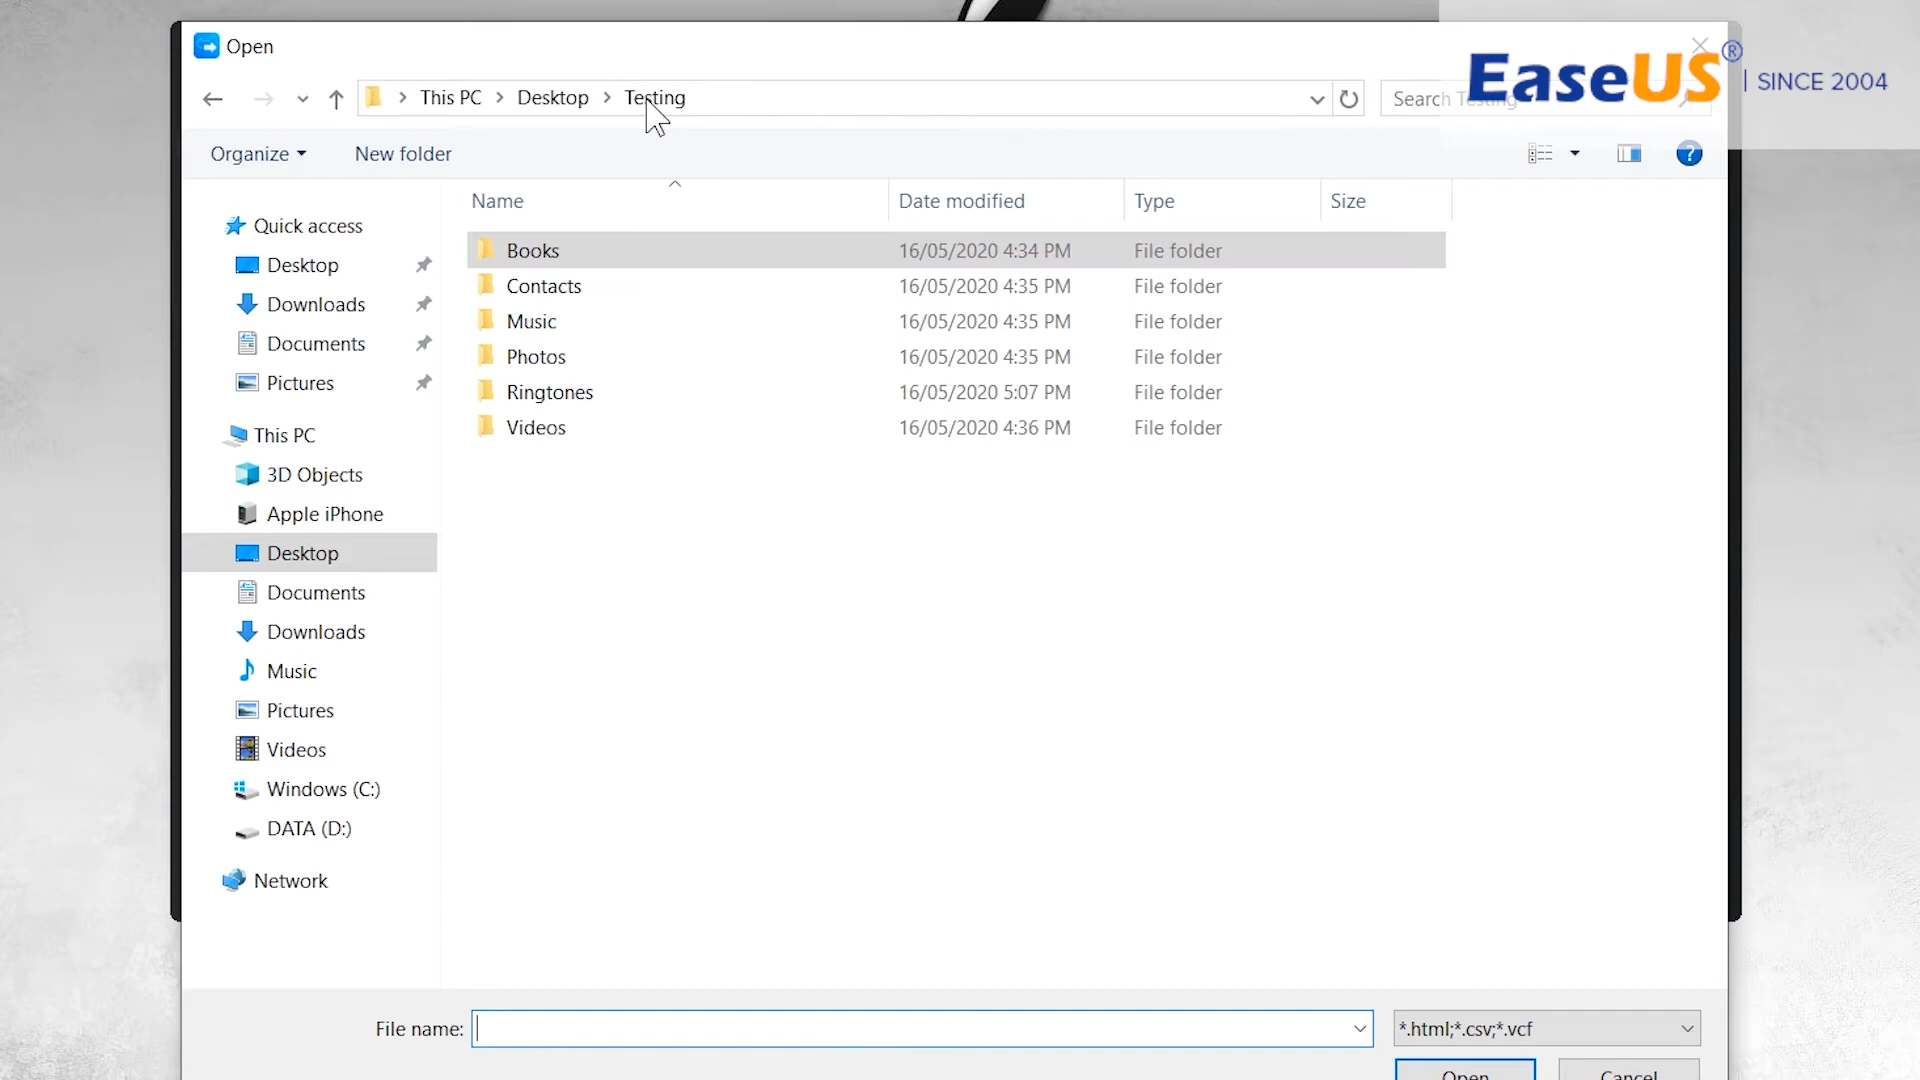 Open
EaseUS®
| SINCE 2004
This PC > Desktop > Testing
Search Testing
Organize
New folder
?
Name Date modified Type Size
Quick access
Desktop
Downloads
Documents
Pictures
This PC
3D Objects
Apple iPhone
Desktop
Documents
Downloads
Music
Pictures
Videos
Windows (C:)
DATA (D:)
Network
Books 16/05/2020 4:34 PM File folder
Contacts 16/05/2020 4:35 PM File folder
Music 16/05/2020 4:35 PM File folder
Photos 16/05/2020 4:35 PM File folder
Ringtones 16/05/2020 5:07 PM File folder
Videos 16/05/2020 4:36 PM File folder
File name:
*.html;*.csv;*.vcf
Open Cancel